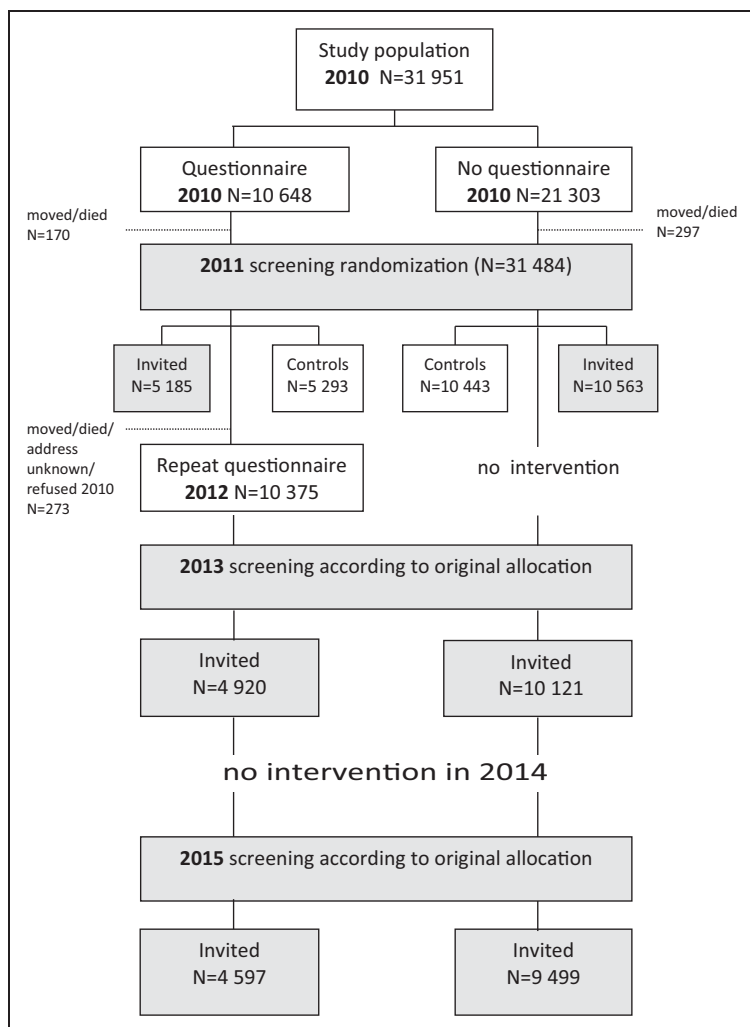 Study population
2010 N=31 951
Questionnaire
2010 N=10 648
No questionnaire
2010 N=21 303
moved/died
N=170
moved/died
N=297
2011 screening randomization (N=31 484)
Invited
N=5 185
Controls
N=5 293
Controls
N=10 443
Invited
N=10 563
moved/died/
address
unknown/
refused 2010
N=273
Repeat questionnaire
2012 N=10 375
no intervention
2013 screening according to original allocation
Invited
N=4 920
Invited
N=10 121
no intervention in 2014
2015 screening according to original allocation
Invited
N=4 597
Invited
N=9 499